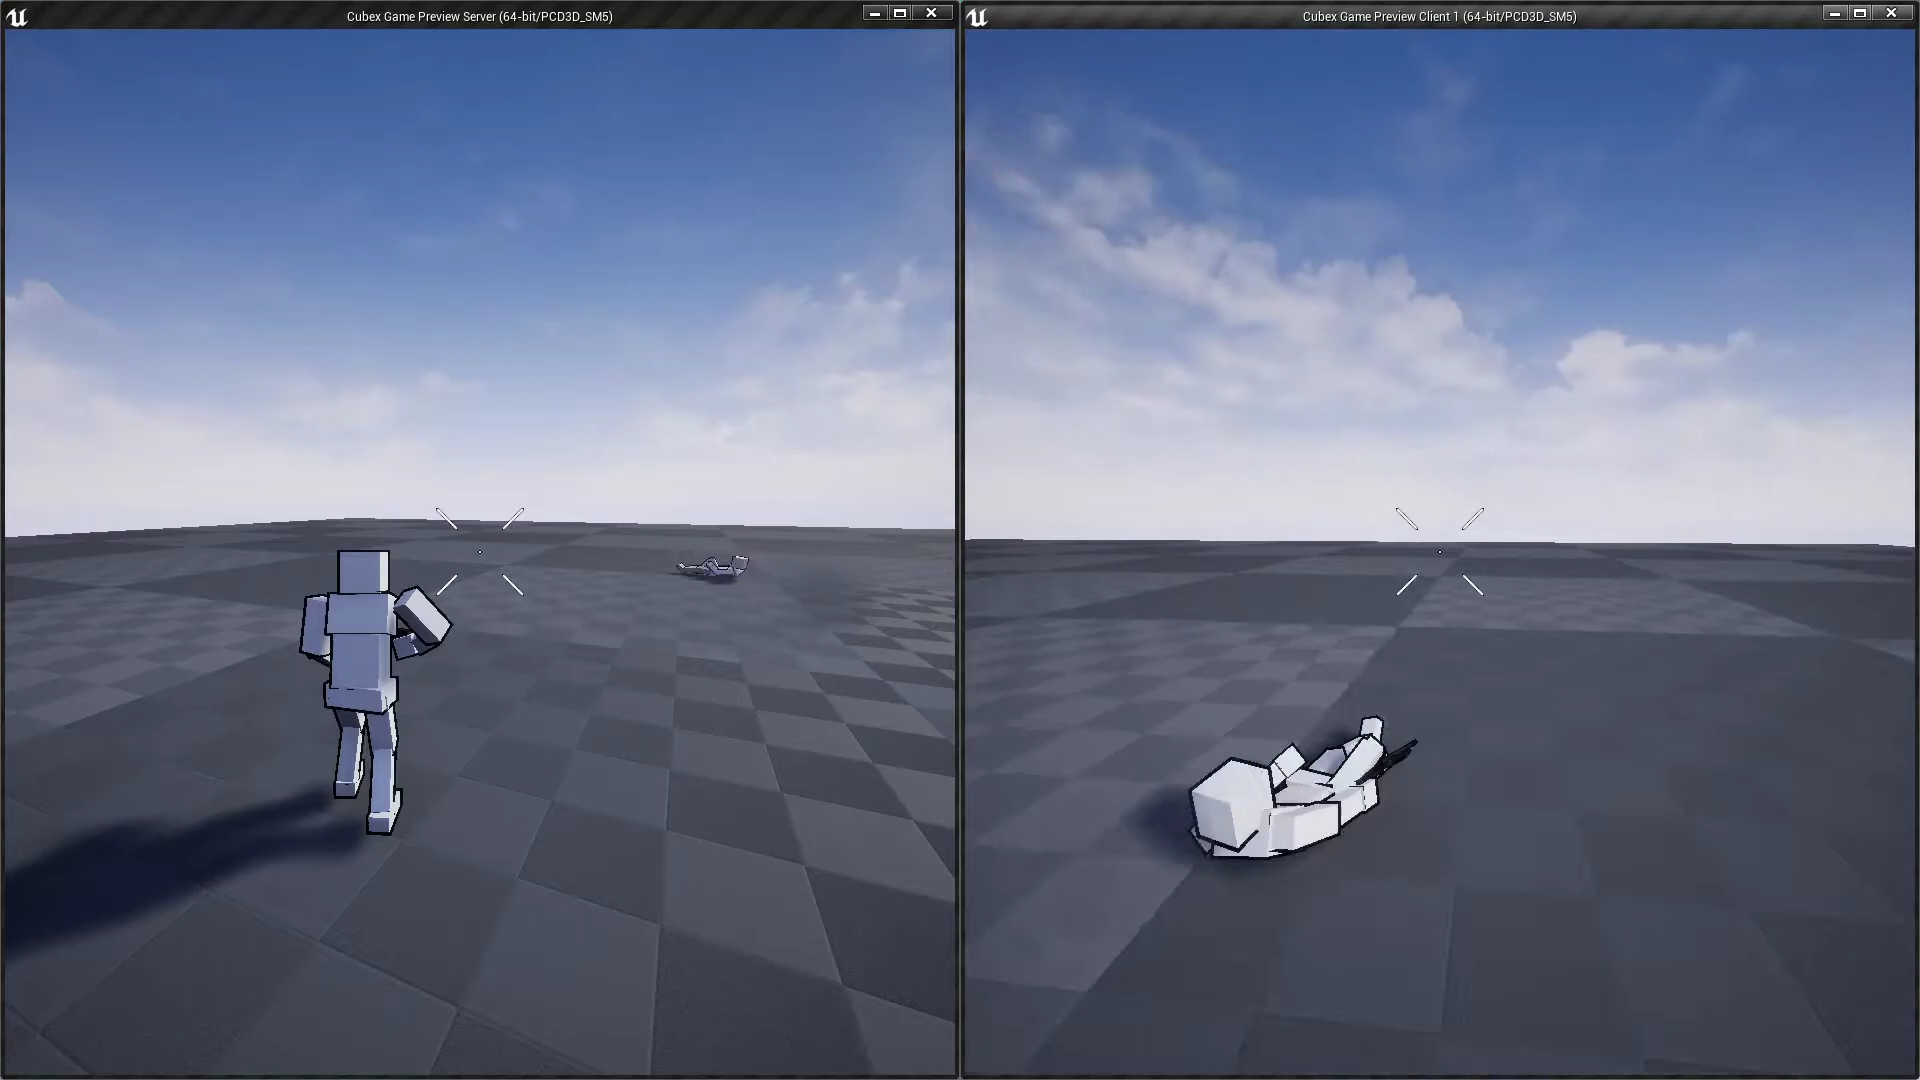 Cubex Game Preview Server (64-bit/PCD3D_SM5)
Cubex Game Preview Client 1 (64-bit/PCD3D_SM5)